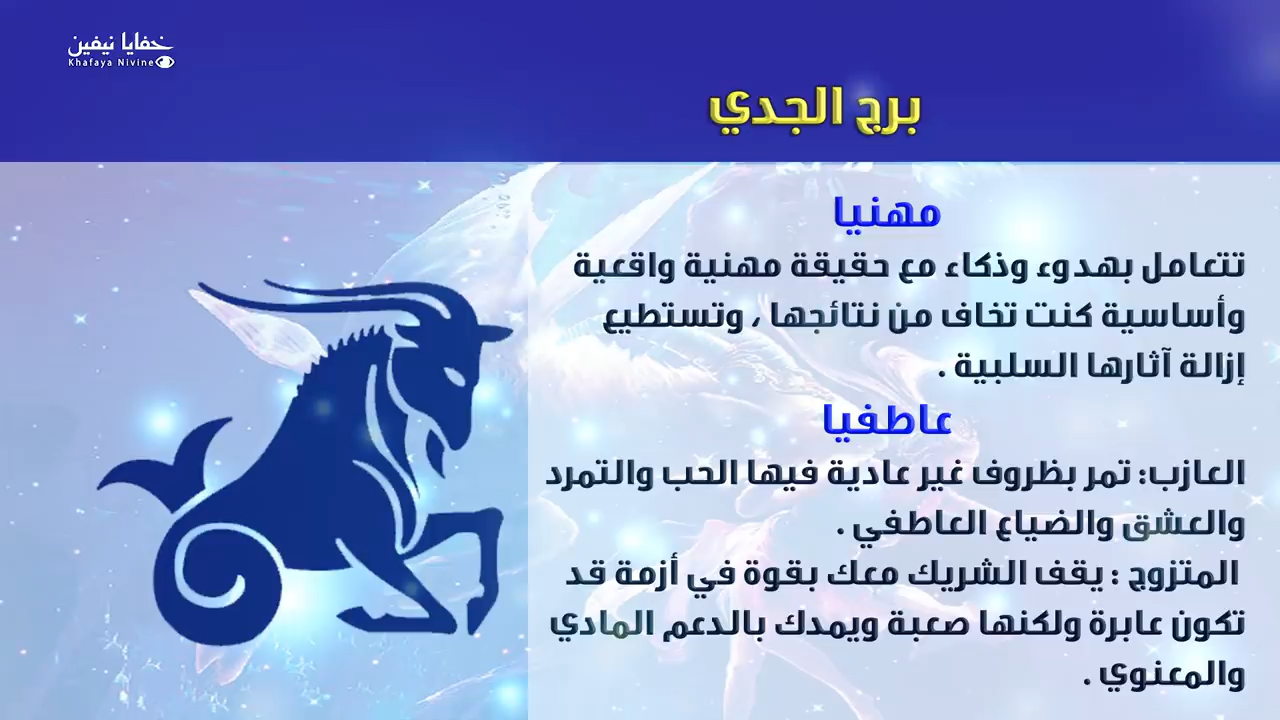 خفايا نيفين
Khafaya Nivine
برج الجدي
مهنيا
تتعامل بهدوء وذكاء مع حقيقة مهنية واقعية
وأساسية كنت تخاف من نتائجها ، وتستطيع
إزالة آثارها السلبية .
عاطفيا
العازب: تمر بظروف غير عادية فيها الحب والتمرد
والعشق والضياع العاطفي .
المتزوج : يقف الشريك معك بقوة في أزمة قد
تكون عابرة ولكنها صعبة ويمدك بالدعم المادي
والمعنوي .